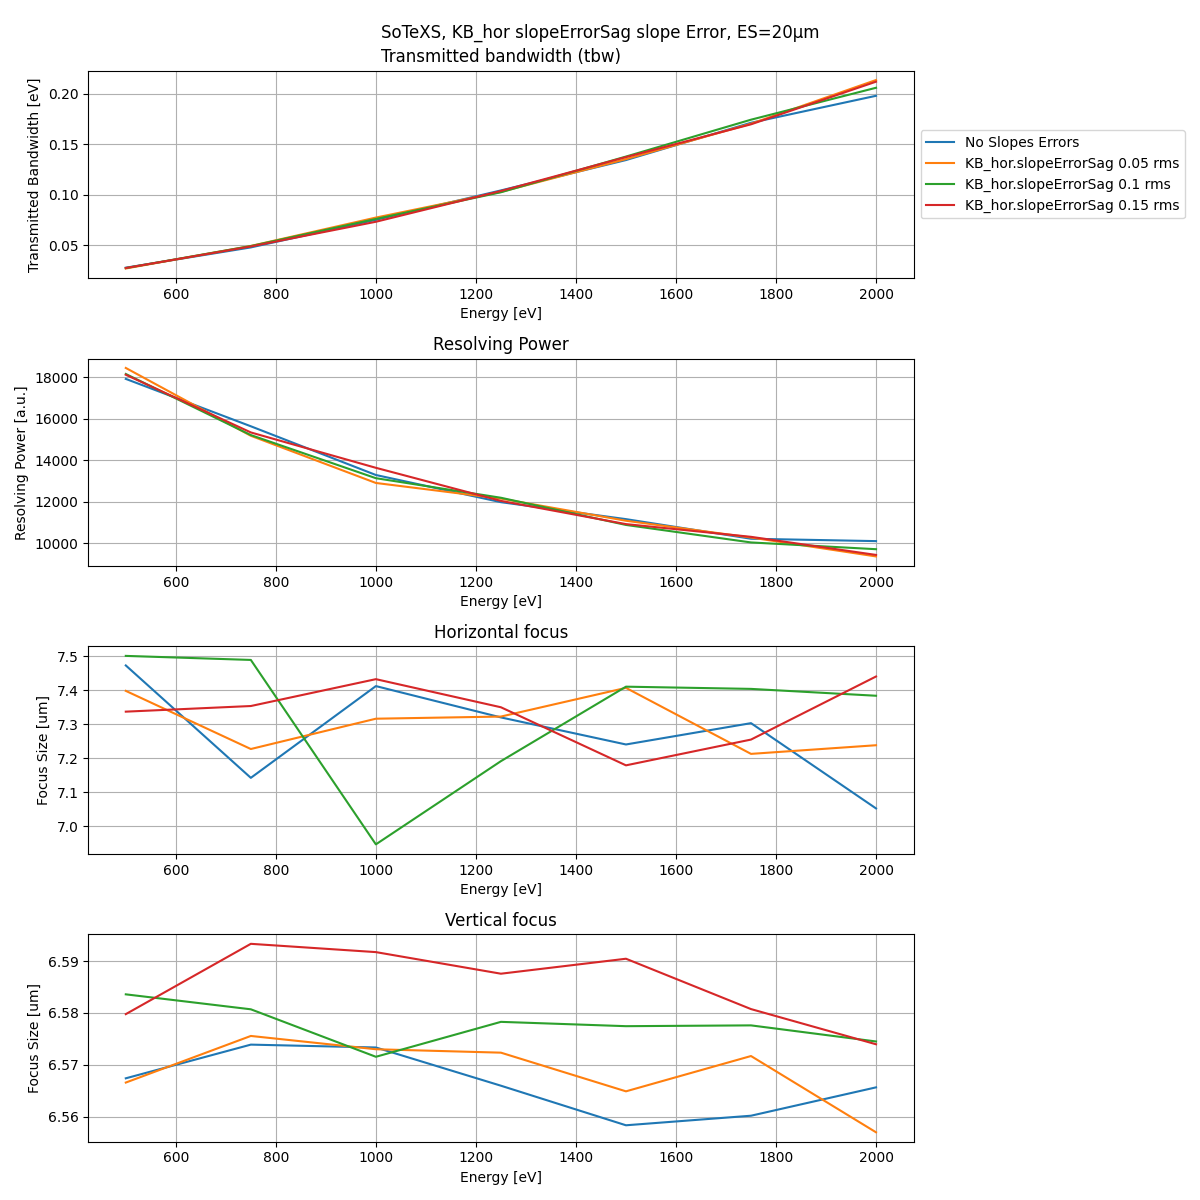 SoTeXS, KB_hor slopeErrorSag slope Error, ES=20µm
Transmitted bandwidth (tbw)
Transmitted Bandwidth [eV]
0.20
0.15
0.10
0.05
600 800 1000 1200 1400 1600 1800 2000
Energy [eV]
No Slopes Errors
KB_hor.slopeErrorSag 0.05 rms
KB_hor.slopeErrorSag 0.1 rms
KB_hor.slopeErrorSag 0.15 rms
Resolving Power
Resolving Power [a.u.]
18000
16000
14000
12000
10000
600 800 1000 1200 1400 1600 1800 2000
Energy [eV]
Horizontal focus
Focus Size [um]
7.5
7.4
7.3
7.2
7.1
7.0
600 800 1000 1200 1400 1600 1800 2000
Energy [eV]
Vertical focus
Focus Size [um]
6.59
6.58
6.57
6.56
600 800 1000 1200 1400 1600 1800 2000
Energy [eV]